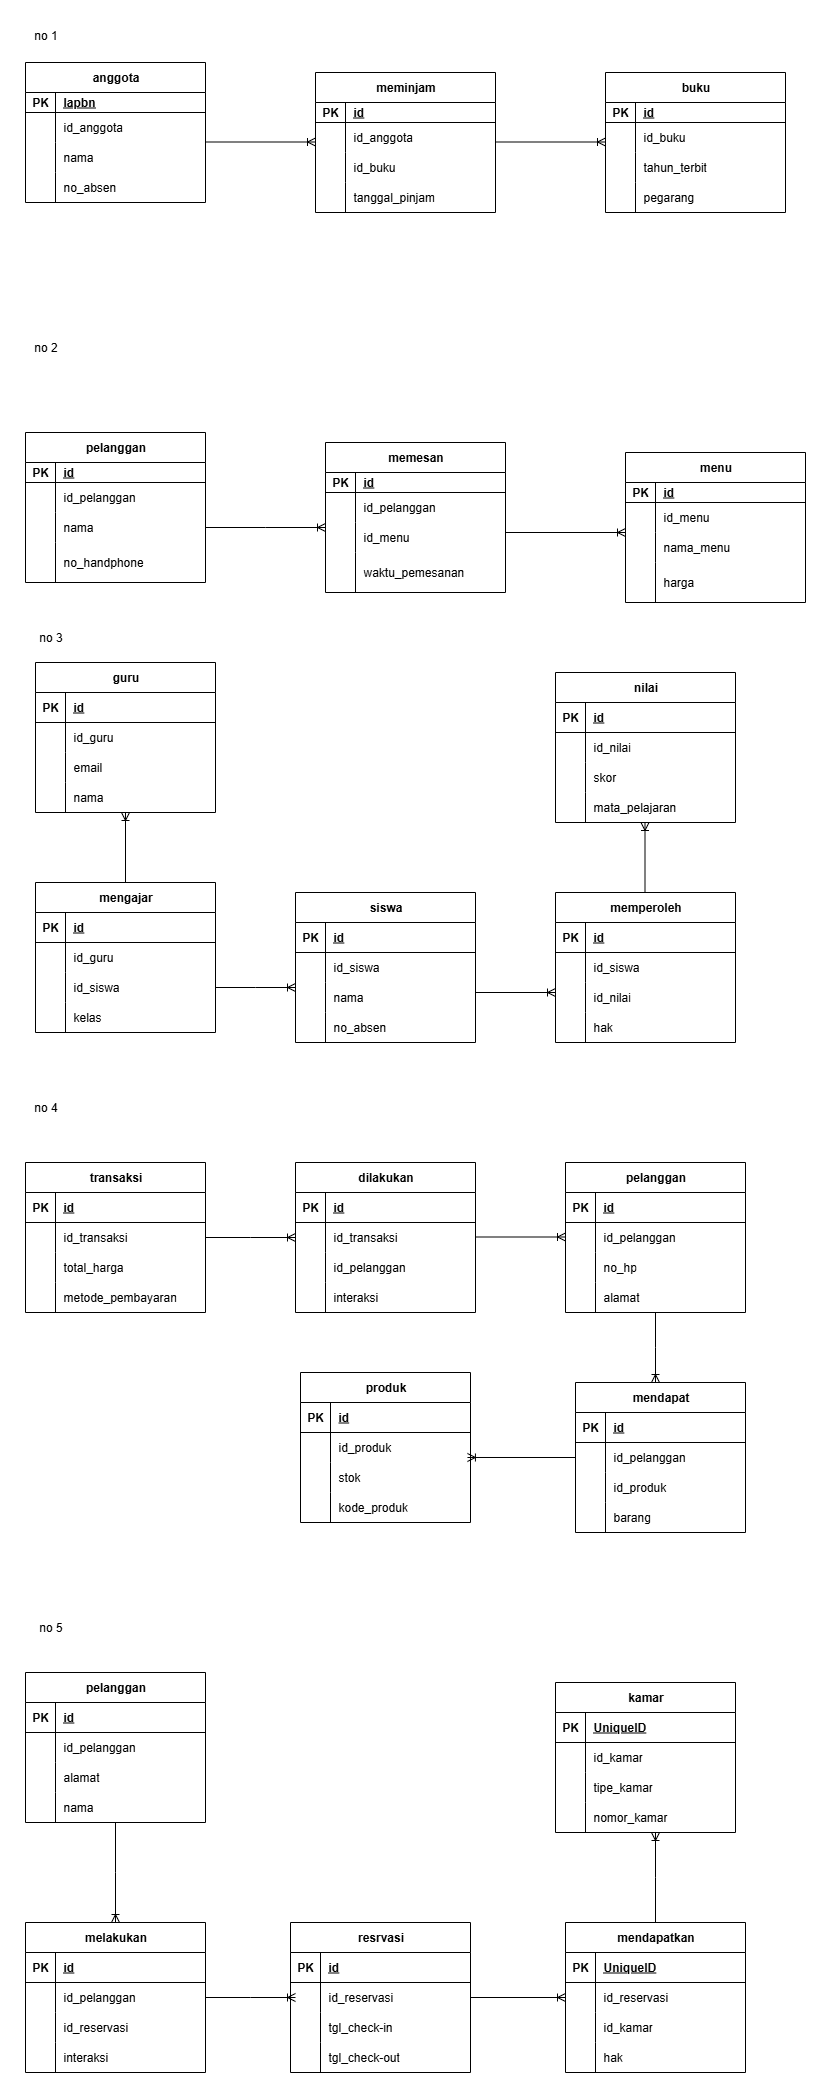 no 1
anggota
PK lapbn
id_anggota
nama
no_absen
meminjam
PK id
id_anggota
id_buku
tanggal_pinjam
buku
PK id
id_buku
tahun_terbit
pegarang
no 2
pelanggan
PK id
id_pelanggan
nama
no_handphone
memesan
PK id
id_pelanggan
id_menu
waktu_pemesanan
menu
PK id
id_menu
nama_menu
harga
no 3
guru
PK id
id_guru
email
nama
nilai
PK id
id_nilai
skor
mata_pelajaran
mengajar
PK id
id_guru
id_siswa
kelas
siswa
PK id
id_siswa
nama
no_absen
memperoleh
PK id
id_siswa
id_nilai
hak
no 4
transaksi
PK id
id_transaksi
total_harga
metode_pembayaran
dilakukan
PK id
id_transaksi
id_pelanggan
interaksi
pelanggan
PK id
id_pelanggan
no_hp
alamat
produk
PK id
id_produk
stok
kode_produk
mendapat
PK id
id_pelanggan
id_produk
barang
no 5
pelanggan
PK id
id_pelanggan
alamat
nama
kamar
PK UniqueID
id_kamar
tipe_kamar
nomor_kamar
melakukan
PK id
id_pelanggan
id_reservasi
interaksi
resrvasi
PK id
id_reservasi
tgl_check-in
tgl_check-out
mendapatkan
PK UniqueID
id_reservasi
id_kamar
hak